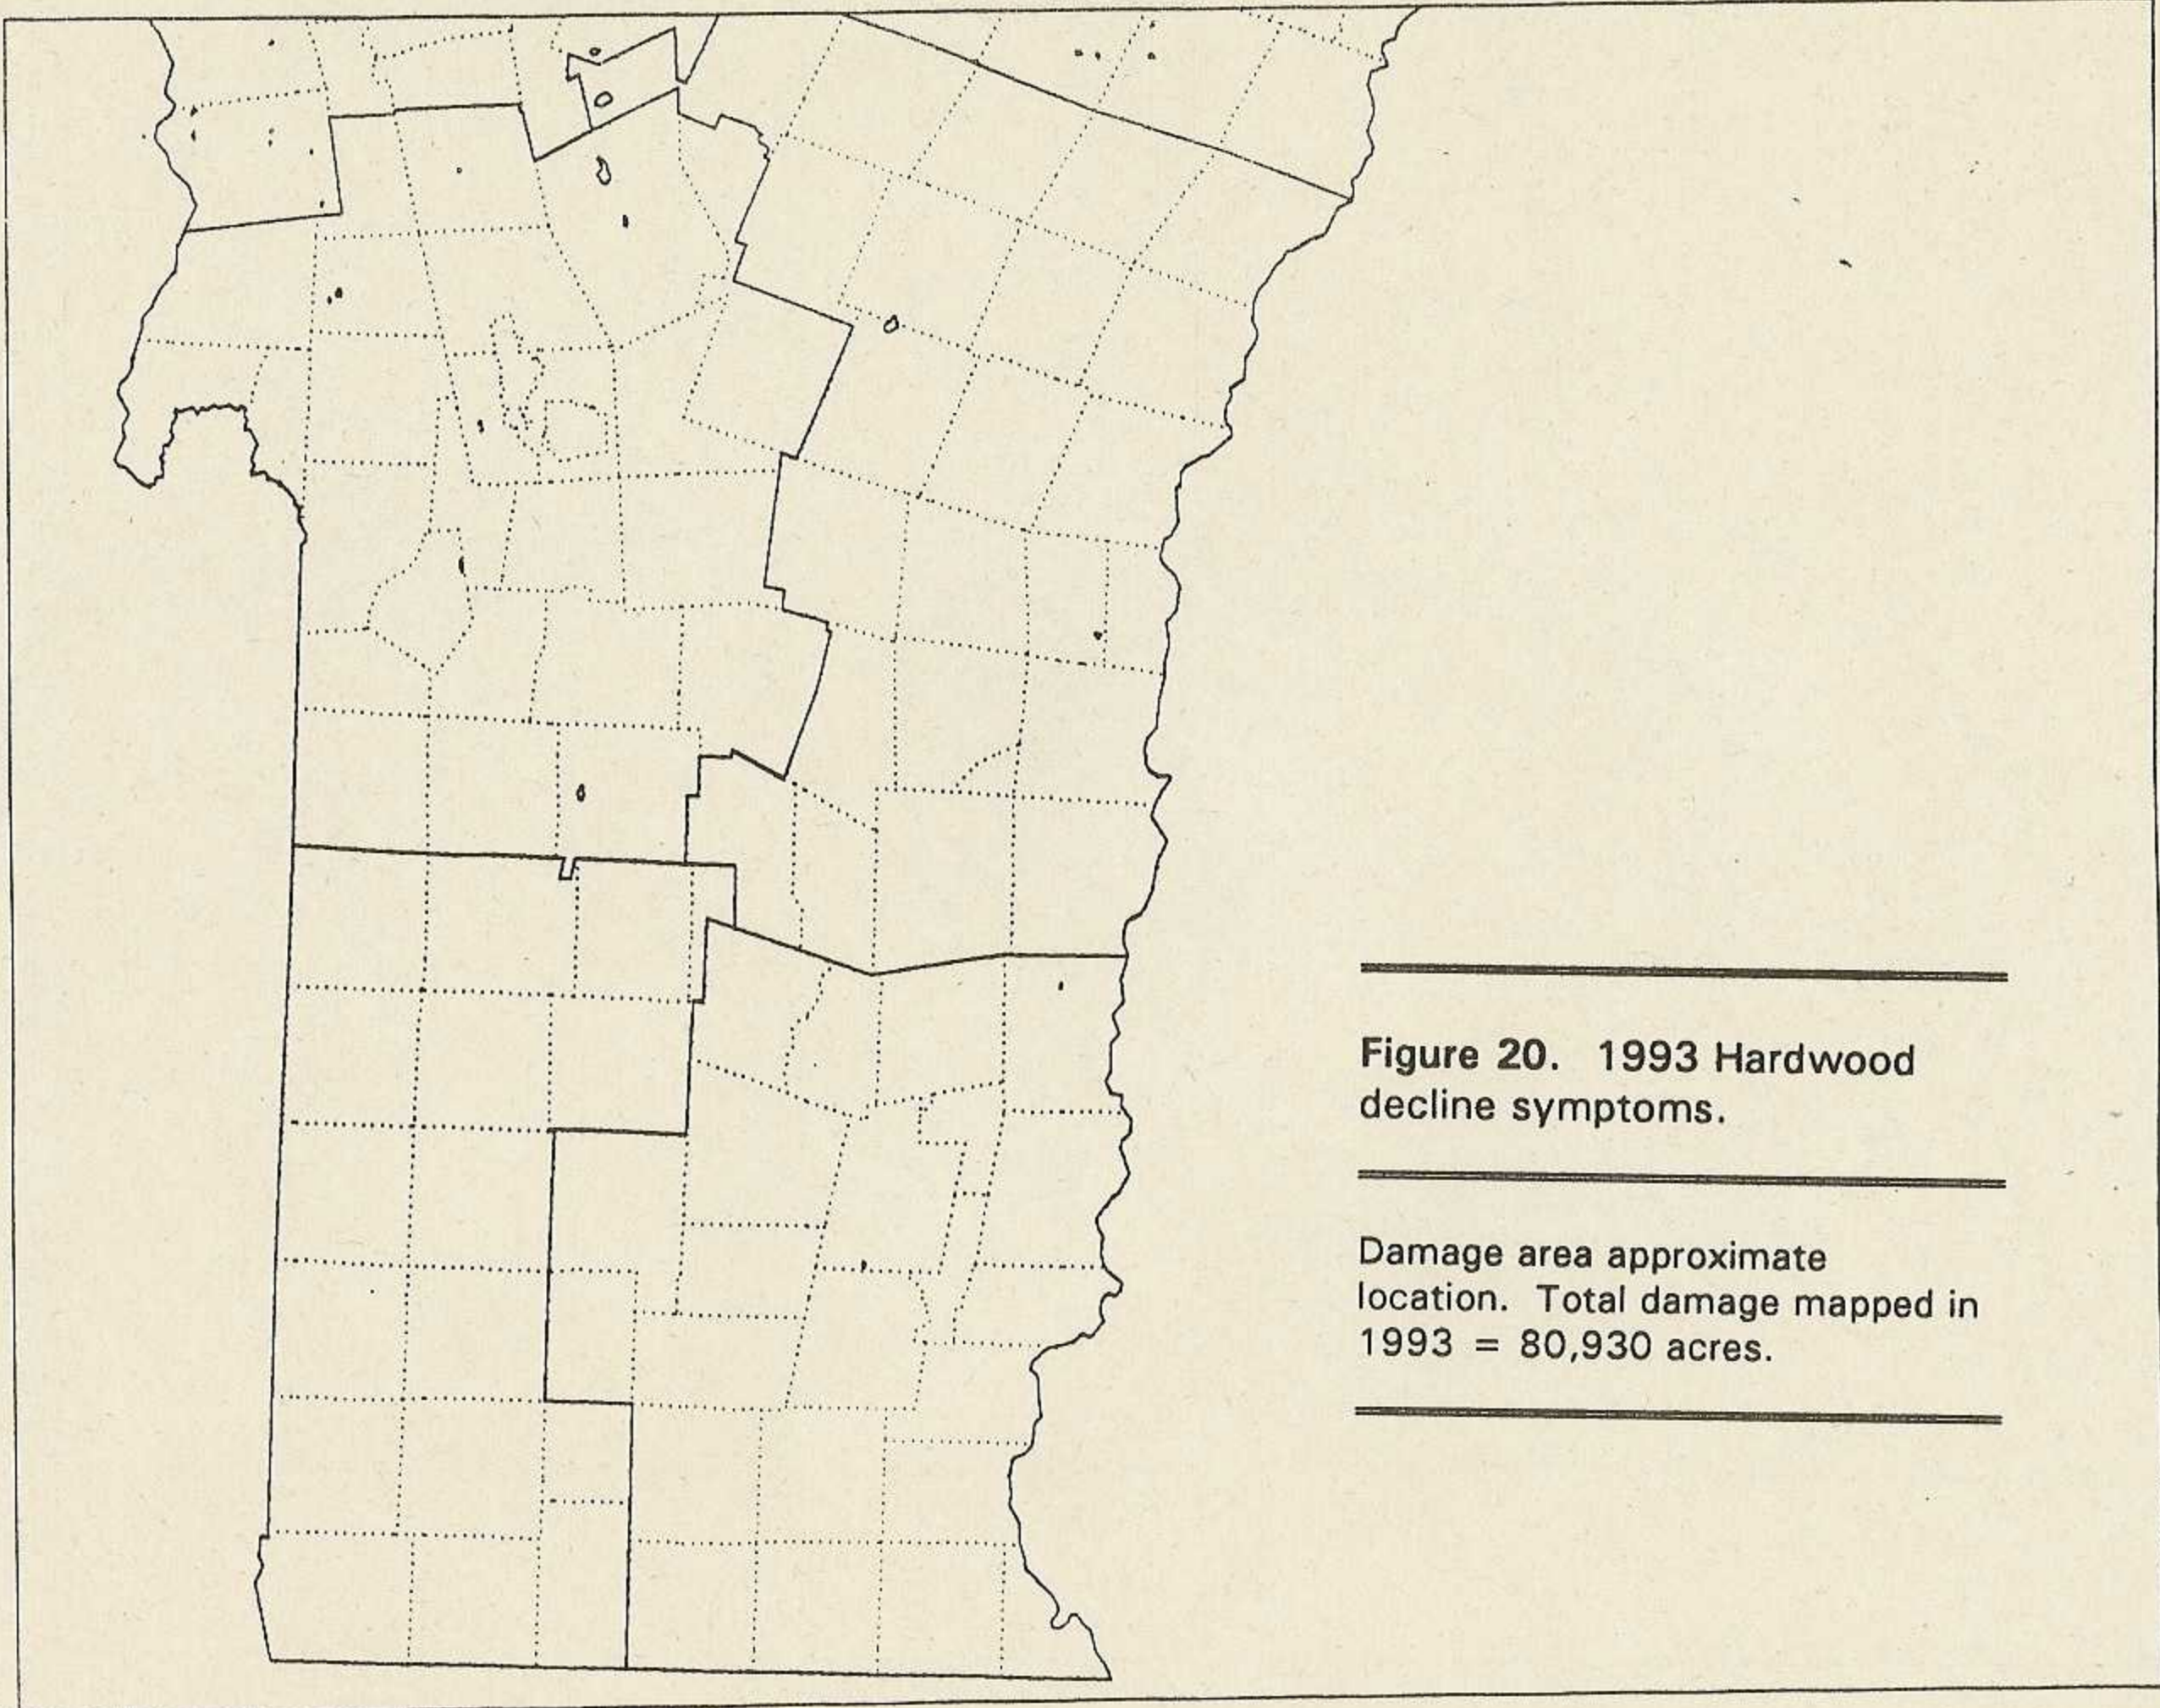 Figure 20. 1993 Hardwood
decline symptoms.
Damage area approximate
location. Total damage mapped in
1993 = 80,930 acres.